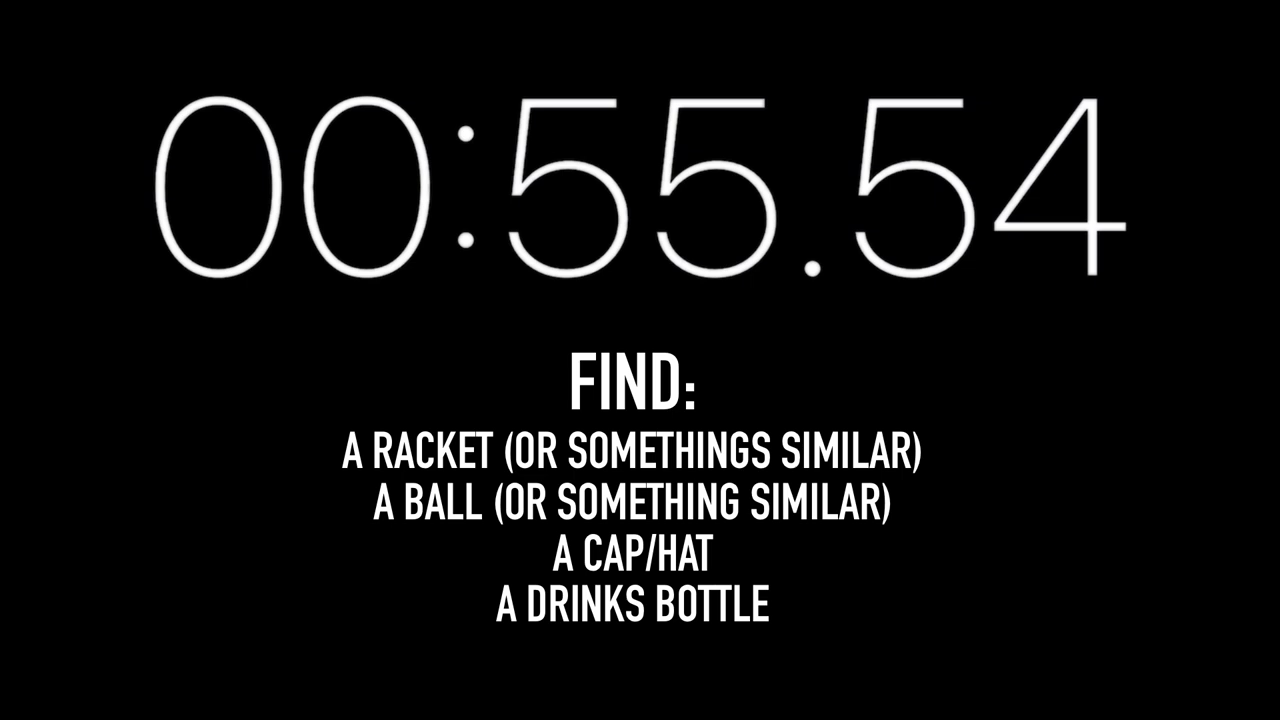 00:55.54
FIND:
A RACKET (OR SOMETHINGS SIMILAR)
A BALL (OR SOMETHING SIMILAR)
A CAP/HAT
A DRINKS BOTTLE